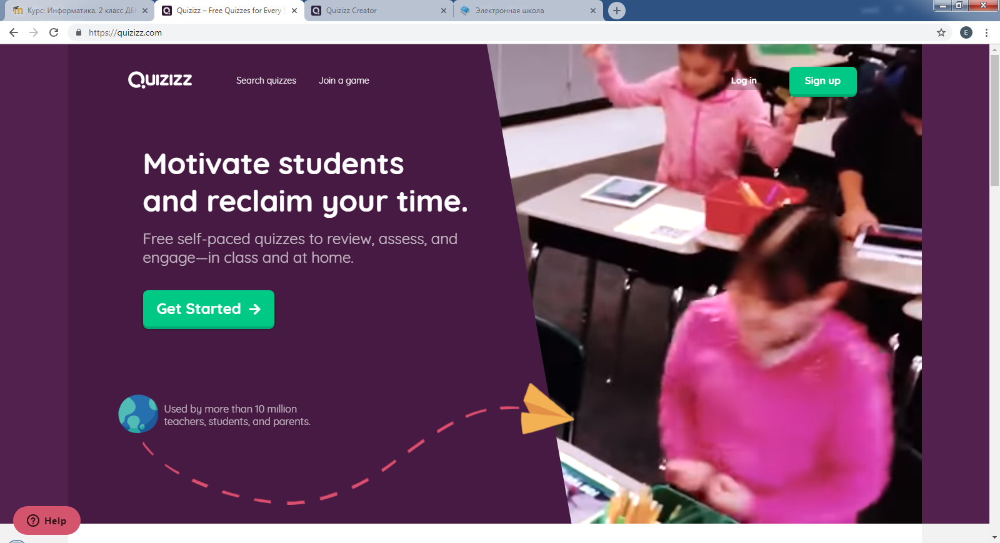 Курс: Информатика. 2 класс ДЕ
Quizizz – Free Quizzes for Every S
Quizizz Creator
Электронная школа
https://quizizz.com
E
Quizizz
Search quizzes
Join a game
Log in
Sign up
Motivate students
and reclaim your time.
Free self-paced quizzes to review, assess, and
engage—in class and at home.
Get Started →
Used by more than 10 million
teachers, students, and parents.
? Help